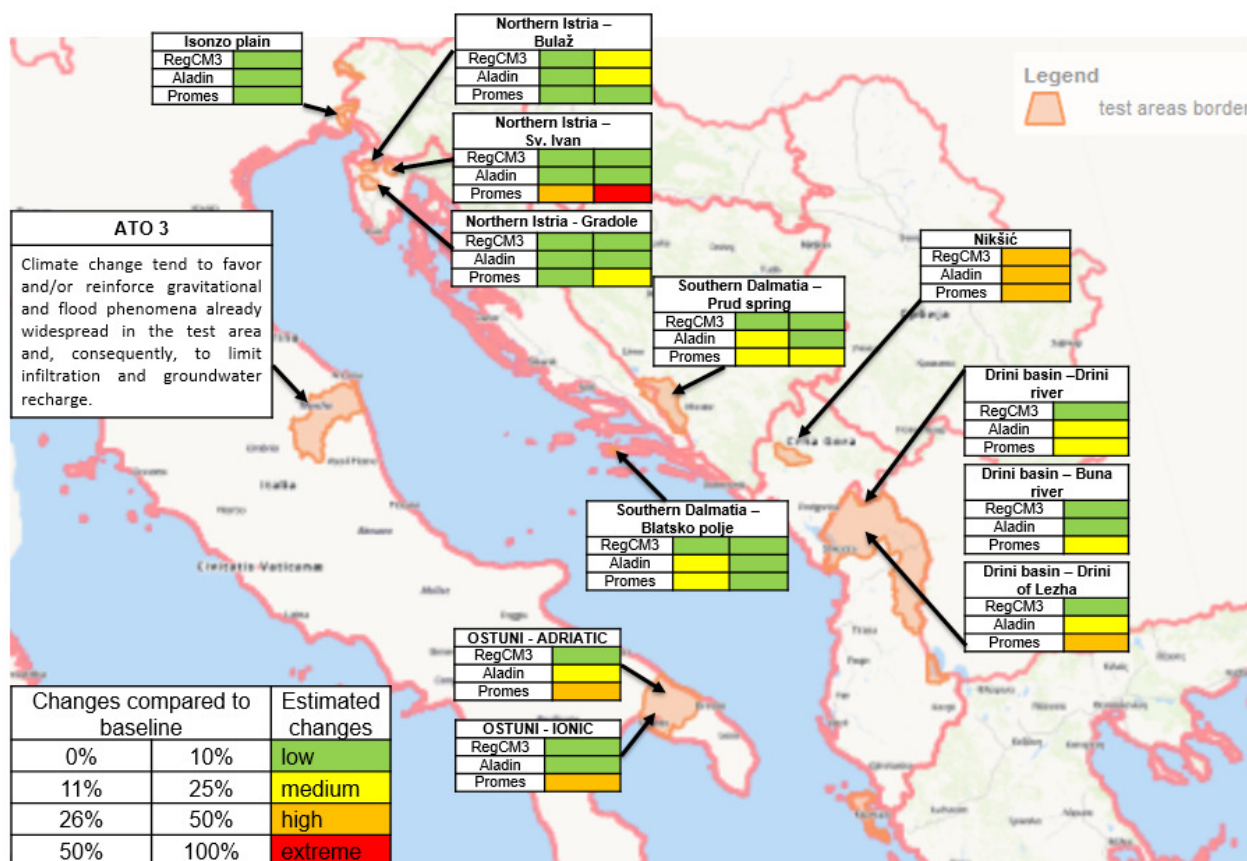 Isonzo plain
RegCM3
Aladin
Promes
Northern Istria –
Bulaž
RegCM3
Aladin
Promes
Northern Istria –
Sv. Ivan
RegCM3
Aladin
Promes
Northern Istria - Gradole
RegCM3
Aladin
Promes
Legend
test areas border
ATO 3
Climate change tend to favor
and/or reinforce gravitational
and flood phenomena already
widespread in the test area
and, consequently, to limit
infiltration and groundwater
recharge.
Nikšić
RegCM3
Aladin
Promes
Southern Dalmatia –
Prud spring
RegCM3
Aladin
Promes
Drini basin –Drini
river
RegCM3
Aladin
Promes
Drini basin – Buna
river
RegCM3
Aladin
Promes
Drini basin – Drini
of Lezha
RegCM3
Aladin
Promes
Southern Dalmatia –
Blatsko polje
RegCM3
Aladin
Promes
OSTUNI - ADRIATIC
RegCM3
Aladin
Promes
OSTUNI - IONIC
RegCM3
Aladin
Promes
Crna Gora
Italia
Civitatis Vaticanæ
Changes compared to
baseline
Estimated
changes
0% 10% low
11% 25% medium
26% 50% high
50% 100% extreme